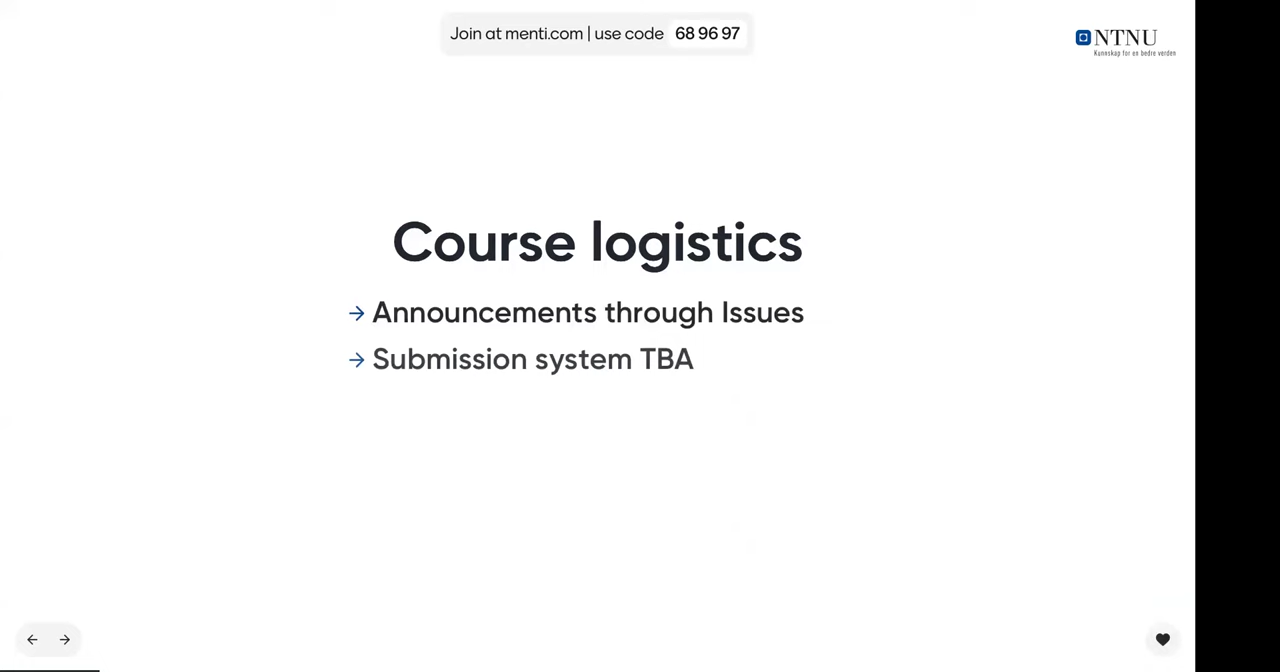 Join at menti.com | use code 68 96 97
NTNU
Kunnskap for en bedre verden
Course logistics
→ Announcements through Issues
→ Submission system TBA